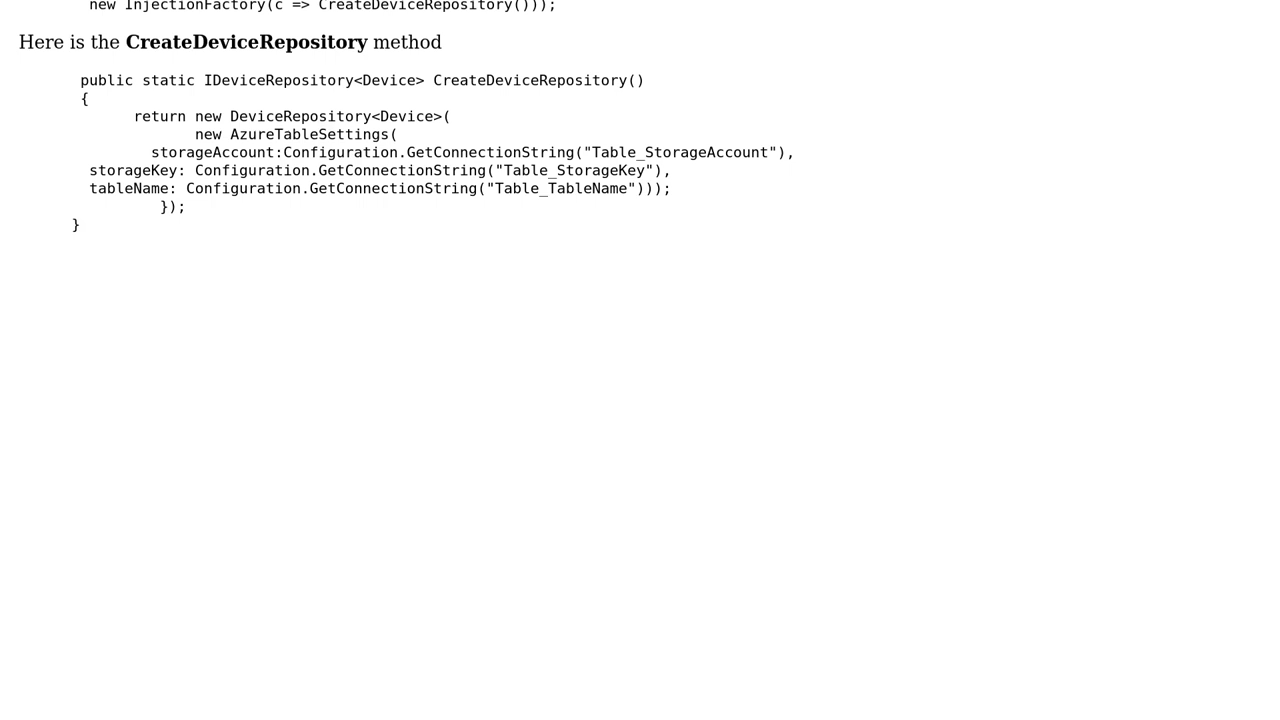 new InjectionFactory(c => CreateDeviceRepository()));
Here is the CreateDeviceRepository method
public static IDeviceRepository<Device> CreateDeviceRepository()
{
return new DeviceRepository<Device>(
new AzureTableSettings(
storageAccount:Configuration.GetConnectionString("Table_StorageAccount"),
storageKey: Configuration.GetConnectionString("Table_StorageKey"),
tableName: Configuration.GetConnectionString("Table_TableName")));
});
}